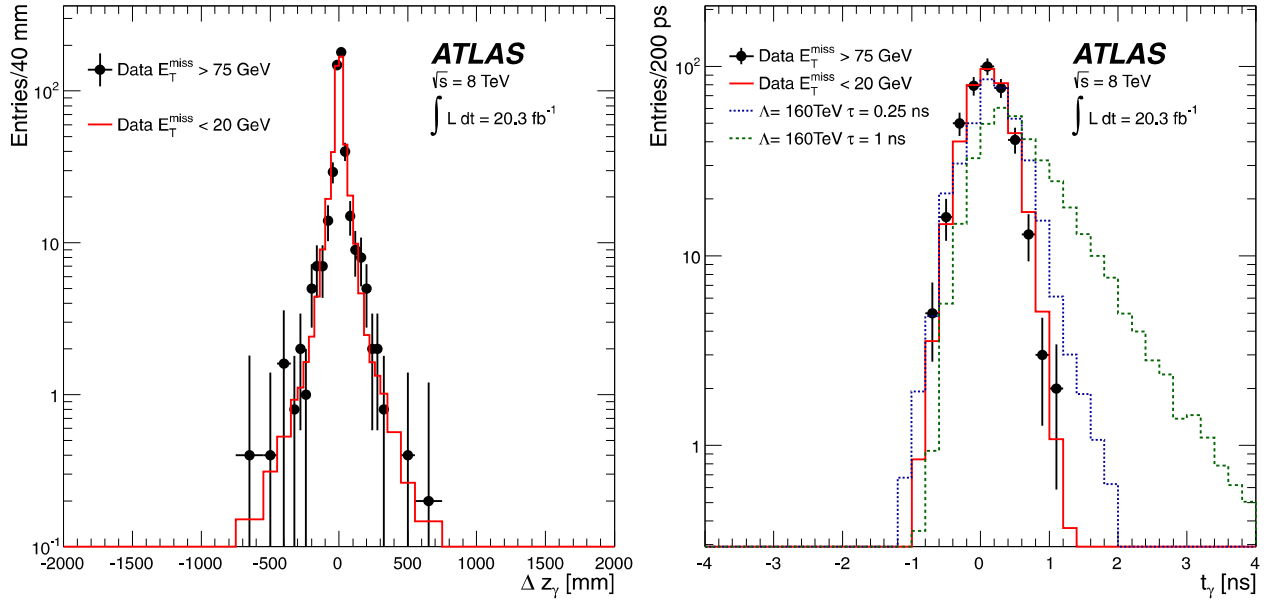 Entries/40 mm
10²
10
1
10⁻¹
Data E_T^miss > 75 GeV
Data E_T^miss < 20 GeV
ATLAS
√s = 8 TeV
∫ L dt = 20.3 fb⁻¹
-2000 -1500 -1000 -500 0 500 1000 1500 2000
Δ z_γ [mm]
Entries/200 ps
10²
10
1
Data E_T^miss > 75 GeV
Data E_T^miss < 20 GeV
Λ= 160TeV τ = 0.25 ns
Λ= 160TeV τ = 1 ns
ATLAS
√s = 8 TeV
∫ L dt = 20.3 fb⁻¹
-4 -3 -2 -1 0 1 2 3 4
t_γ [ns]